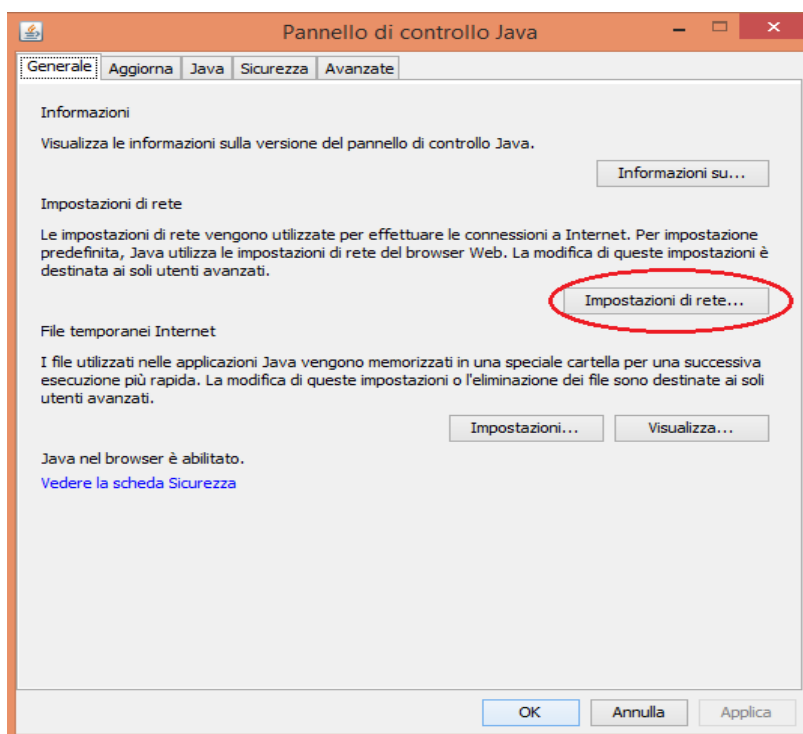 Pannello di controllo Java
Generale Aggiorna Java Sicurezza Avanzate
Informazioni
Visualizza le informazioni sulla versione del pannello di controllo Java.
Informazioni su...
Impostazioni di rete
Le impostazioni di rete vengono utilizzate per effettuare le connessioni a Internet. Per impostazione
predefinita, Java utilizza le impostazioni di rete del browser Web. La modifica di queste impostazioni è
destinata ai soli utenti avanzati.
Impostazioni di rete...
File temporanei Internet
I file utilizzati nelle applicazioni Java vengono memorizzati in una speciale cartella per una successiva
esecuzione più rapida. La modifica di queste impostazioni o l'eliminazione dei file sono destinate ai soli
utenti avanzati.
Impostazioni... Visualizza...
Java nel browser è abilitato.
Vedere la scheda Sicurezza
OK Annulla Applica